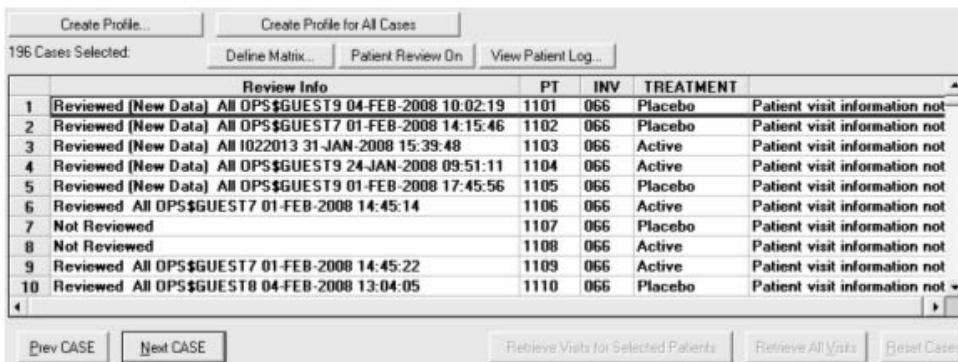 Create Profile... Create Profile for All Cases
196 Cases Selected: Define Matrix... Patient Review On View Patient Log...
Review Info PT INV TREATMENT
1 Reviewed (New Data) All OPS$GUEST9 04-FEB-2008 10:02:19 1101 066 Placebo Patient visit information not
2 Reviewed (New Data) All OPS$GUEST7 01-FEB-2008 14:15:46 1102 066 Placebo Patient visit information not
3 Reviewed (New Data) All I022013 31-JAN-2008 15:39:48 1103 066 Active Patient visit information not
4 Reviewed (New Data) All OPS$GUEST9 24-JAN-2008 09:51:11 1104 066 Active Patient visit information not
5 Reviewed (New Data) All OPS$GUEST9 01-FEB-2008 17:45:56 1105 066 Placebo Patient visit information not
6 Reviewed All OPS$GUEST7 01-FEB-2008 14:45:14 1106 066 Active Patient visit information not
7 Not Reviewed 1107 066 Placebo Patient visit information not
8 Not Reviewed 1108 066 Active Patient visit information not
9 Reviewed All OPS$GUEST7 01-FEB-2008 14:45:22 1109 066 Active Patient visit information not
10 Reviewed All OPS$GUEST8 04-FEB-2008 13:04:05 1110 066 Placebo Patient visit information not
Prev CASE Next CASE Retrieve Visits for Selected Patients Retrieve All Visits Reset Cases